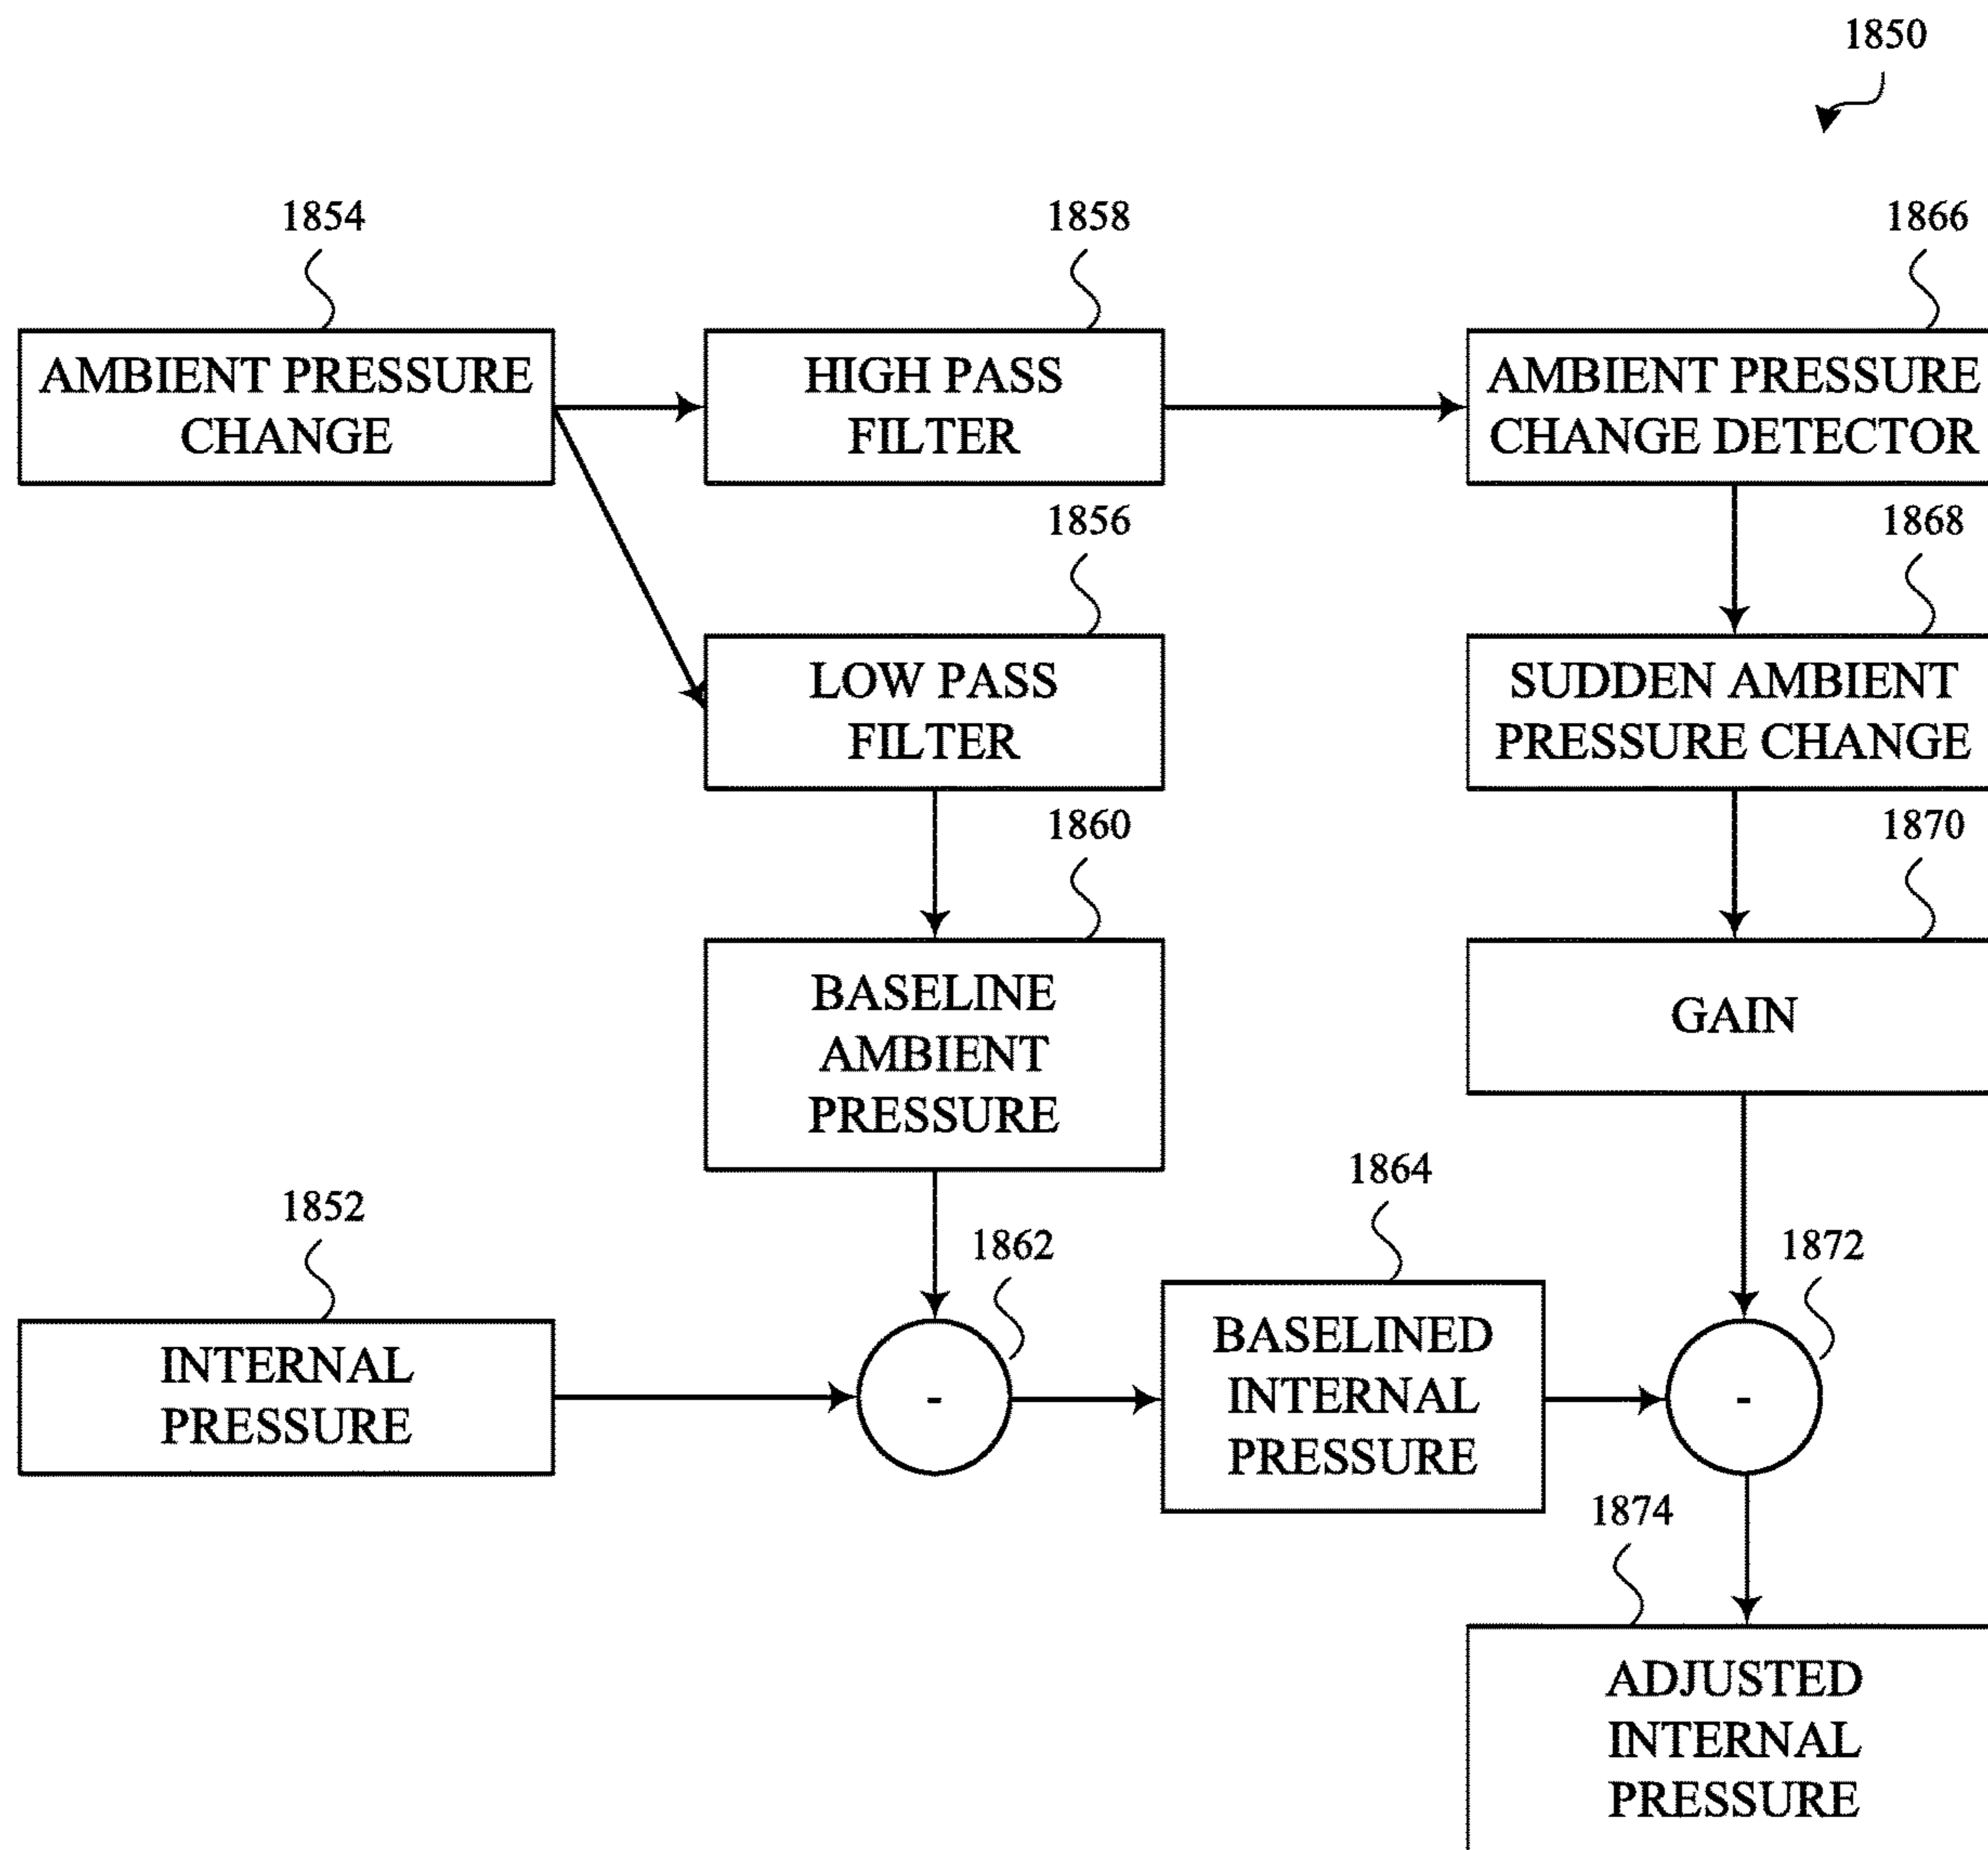 1850
1854
1858
1866
AMBIENT PRESSURE
CHANGE
HIGH PASS
FILTER
AMBIENT PRESSURE
CHANGE DETECTOR
1856
1868
LOW PASS
FILTER
SUDDEN AMBIENT
PRESSURE CHANGE
1860
1870
BASELINE
AMBIENT
PRESSURE
GAIN
1852
1862
1864
1872
INTERNAL
PRESSURE
-
BASELINED
INTERNAL
PRESSURE
-
1874
ADJUSTED
INTERNAL
PRESSURE